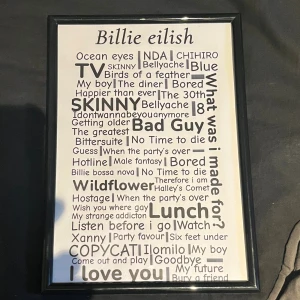 Billie eilish
Ocean eyes | NDA | CHIHIRO
TV SKINNY | Bellyache | Blue
Birds of a feather
My boy | The diner | Bored
Happier than ever | The 30th
SKINNY | Bellyache | 8
Idontwannabeyouanymore
Getting older | Bad Guy
The greatest
Bittersuite | No Time to die
Guess | When the party's over
Hotline | Male fantasy | Bored
Billie bossa nova | No Time to die
Wildflower | Therefore i am
Halley's Comet
Hostage | When the party's over
Wish you were gay | Lunch
My strange addicton
Listen before i go | Watch
Xanny | Party favour | Six feet under
COPYCAT | ilomilo | My boy
Come out and play | Goodbye
I love you | My future
Bury a friend
What was i made for?